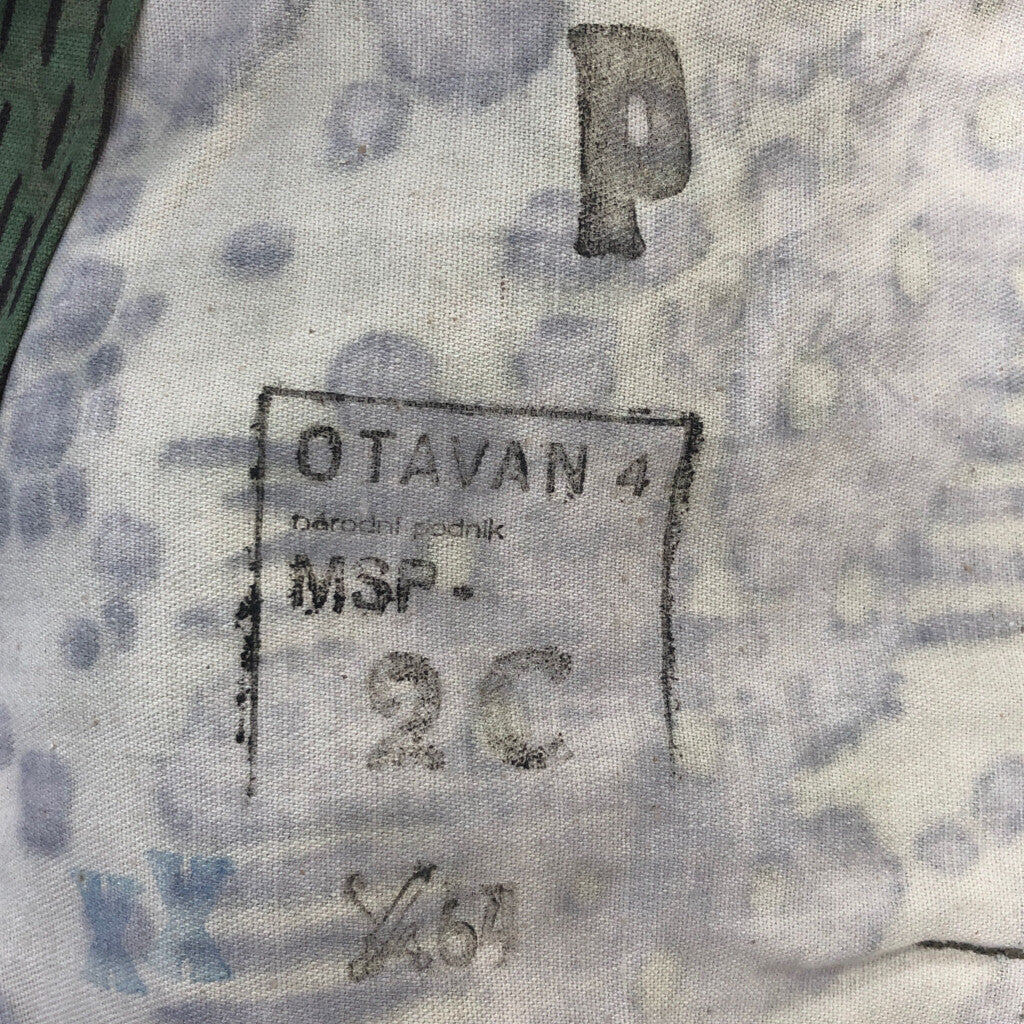 P
OTAVAN 4
národní podnik
MSP-
2C